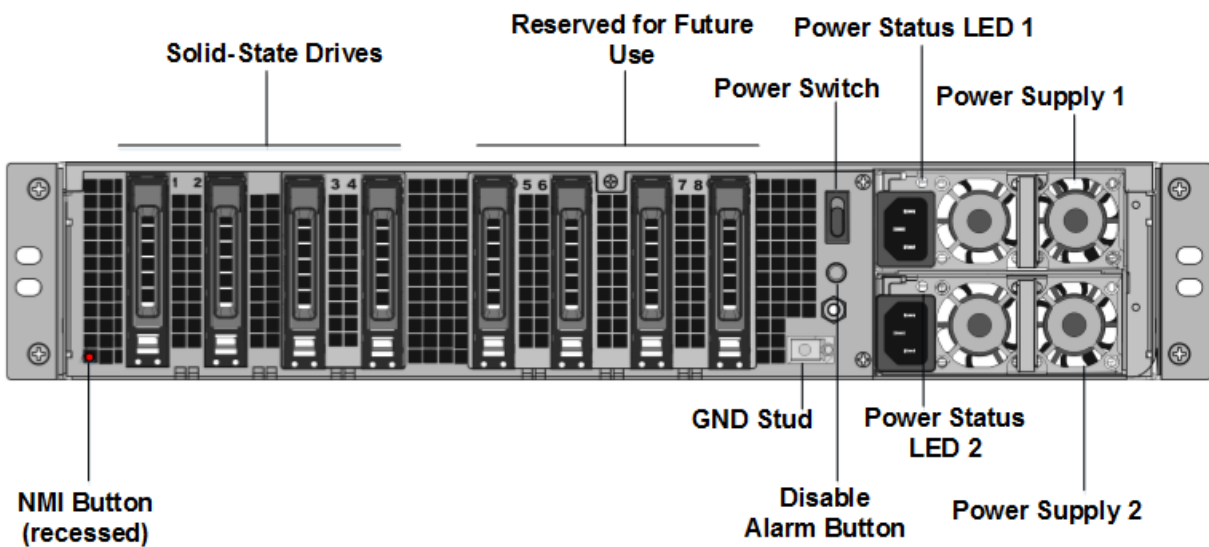 Reserved for Future
Use
Power Status LED 1
Solid-State Drives
Power Switch
Power Supply 1
1 2 3 4 5 6 7 8
GND Stud
Power Status
LED 2
NMI Button
(recessed)
Disable
Alarm Button
Power Supply 2